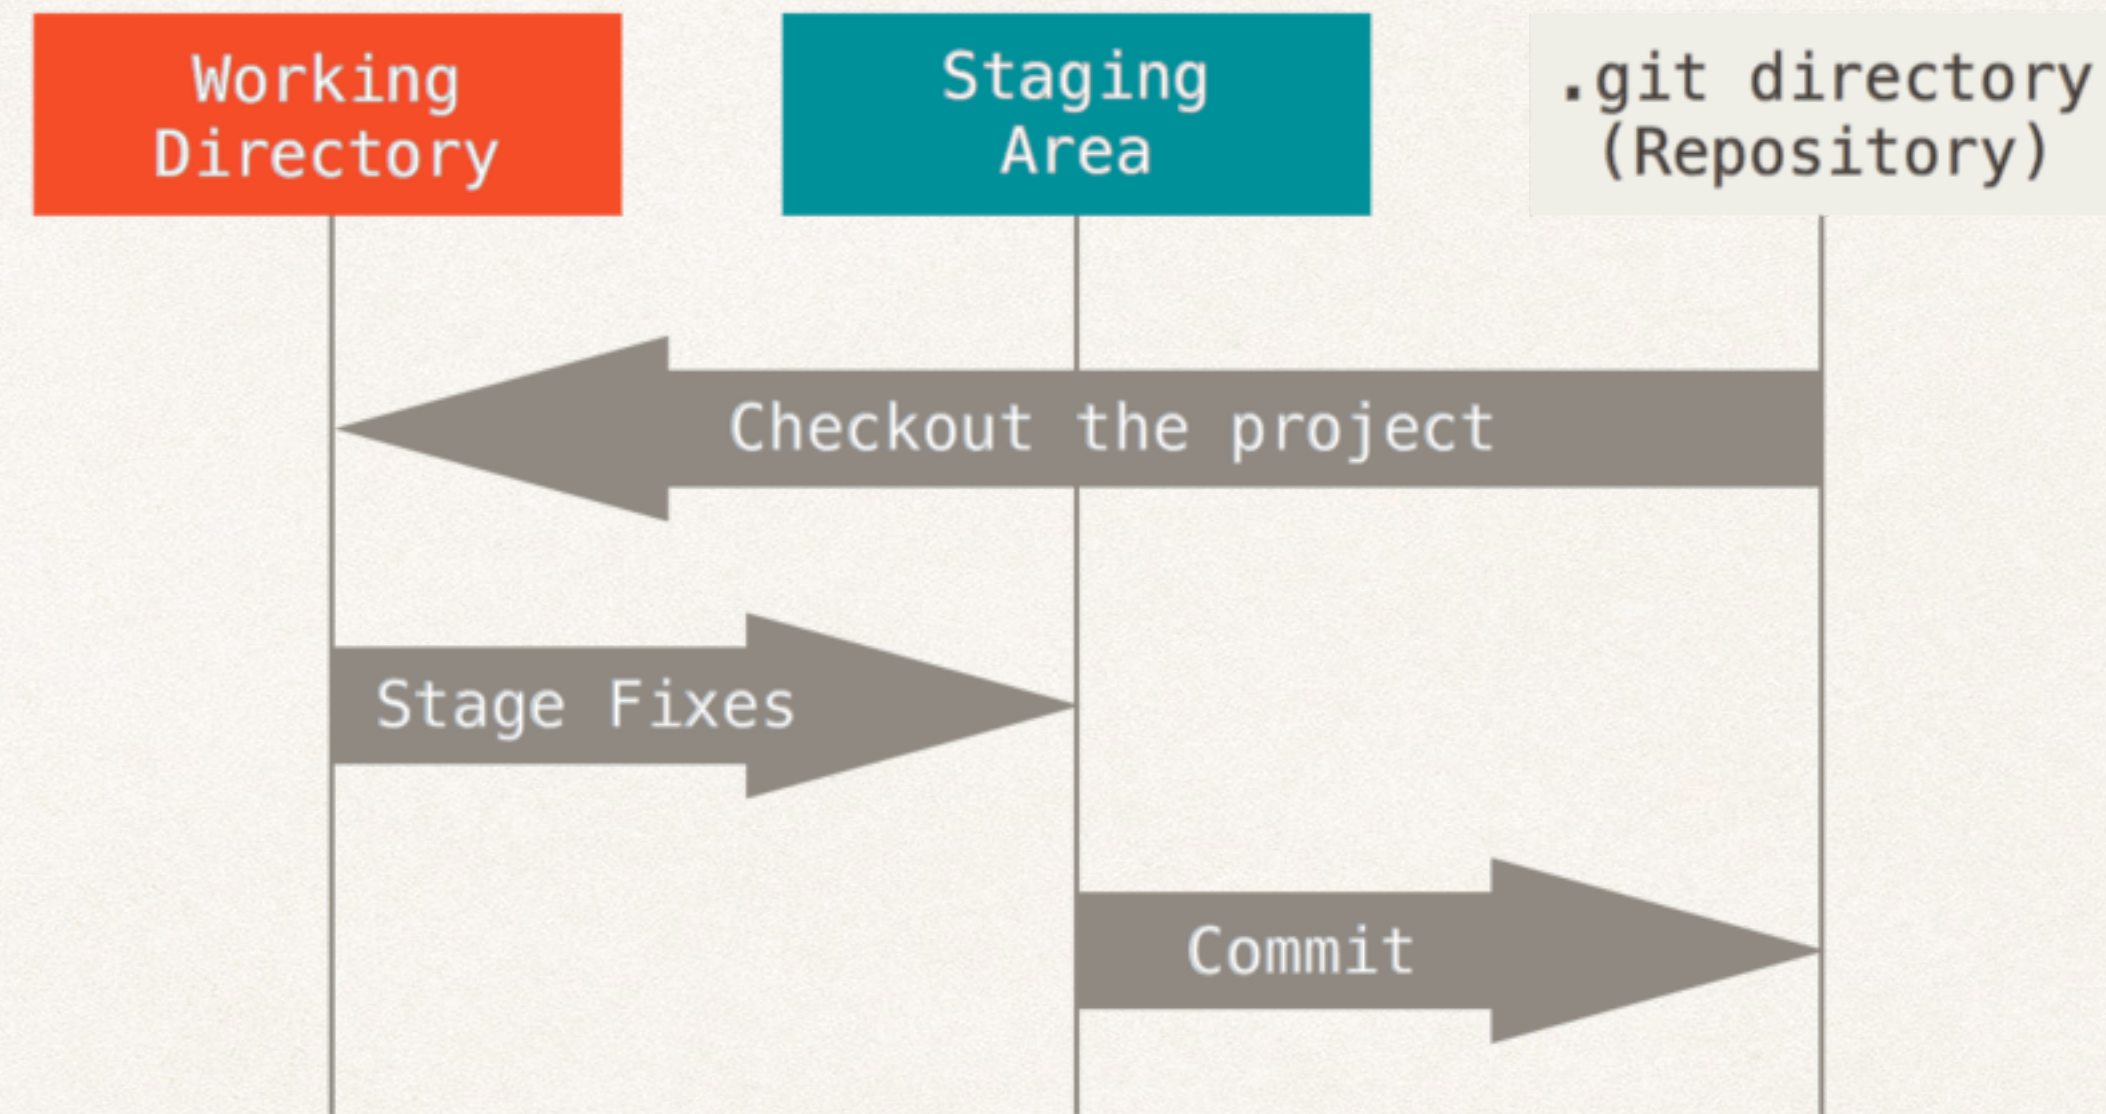 Working
Directory
Staging
Area
.git directory
(Repository)
Checkout the project
Stage Fixes
Commit